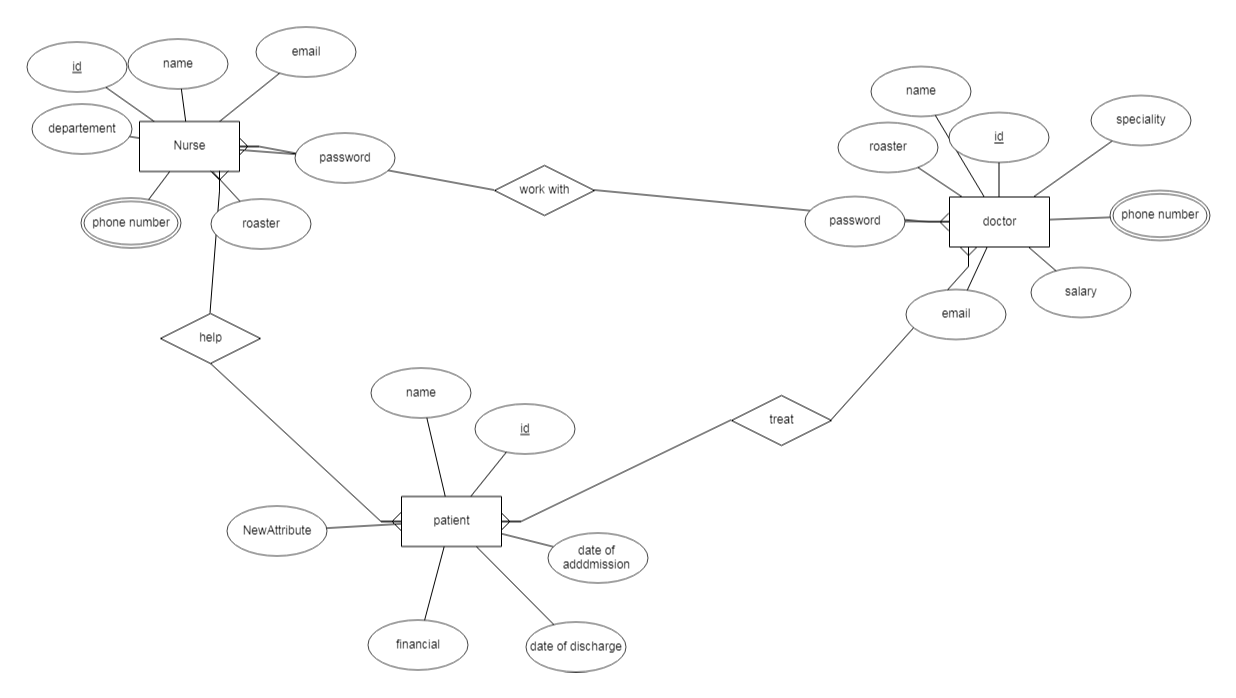 email
name
id
name
speciality
id
departement
Nurse
roaster
password
work with
phone number
password
doctor
phone number
roaster
salary
email
help
name
treat
id
patient
NewAttribute
date of
adddmission
financial
date of discharge